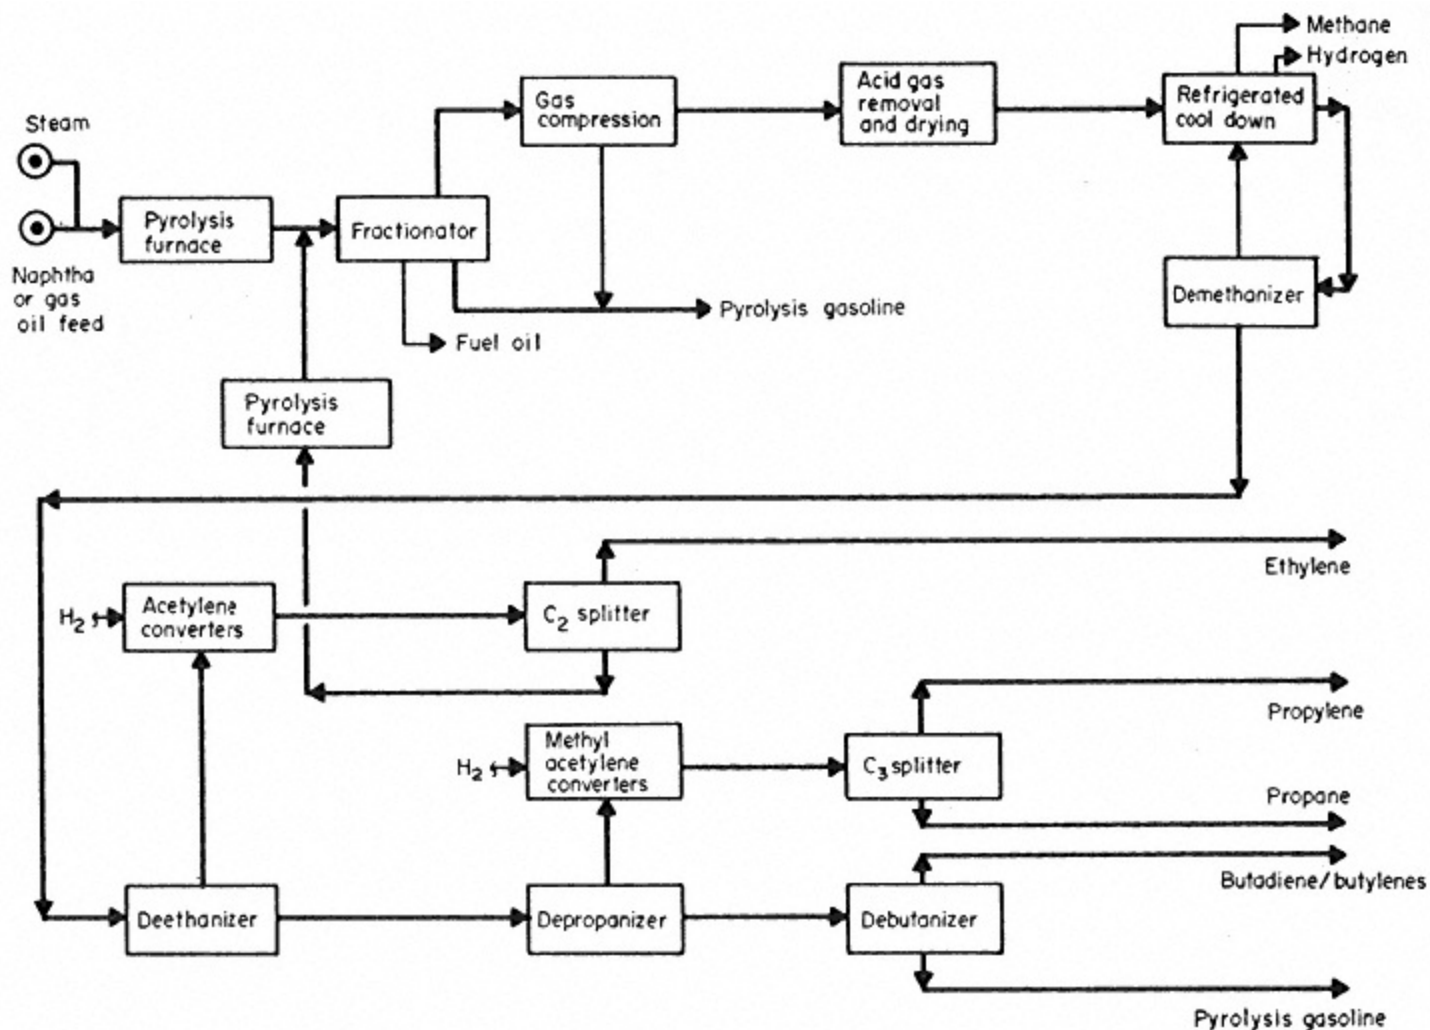 Methane
Hydrogen
Steam
Gas
compression
Acid gas
removal
and drying
Refrigerated
cool down
Pyrolysis
furnace
Fractionator
Naphtha
or gas
oil feed
Pyrolysis gasoline
Demethanizer
Fuel oil
Pyrolysis
furnace
Ethylene
H2
Acetylene
converters
C2 splitter
Propylene
H2
Methyl
acetylene
converters
C3 splitter
Propane
Butadiene/butylenes
Deethanizer
Depropanizer
Debutanizer
Pyrolysis gasoline